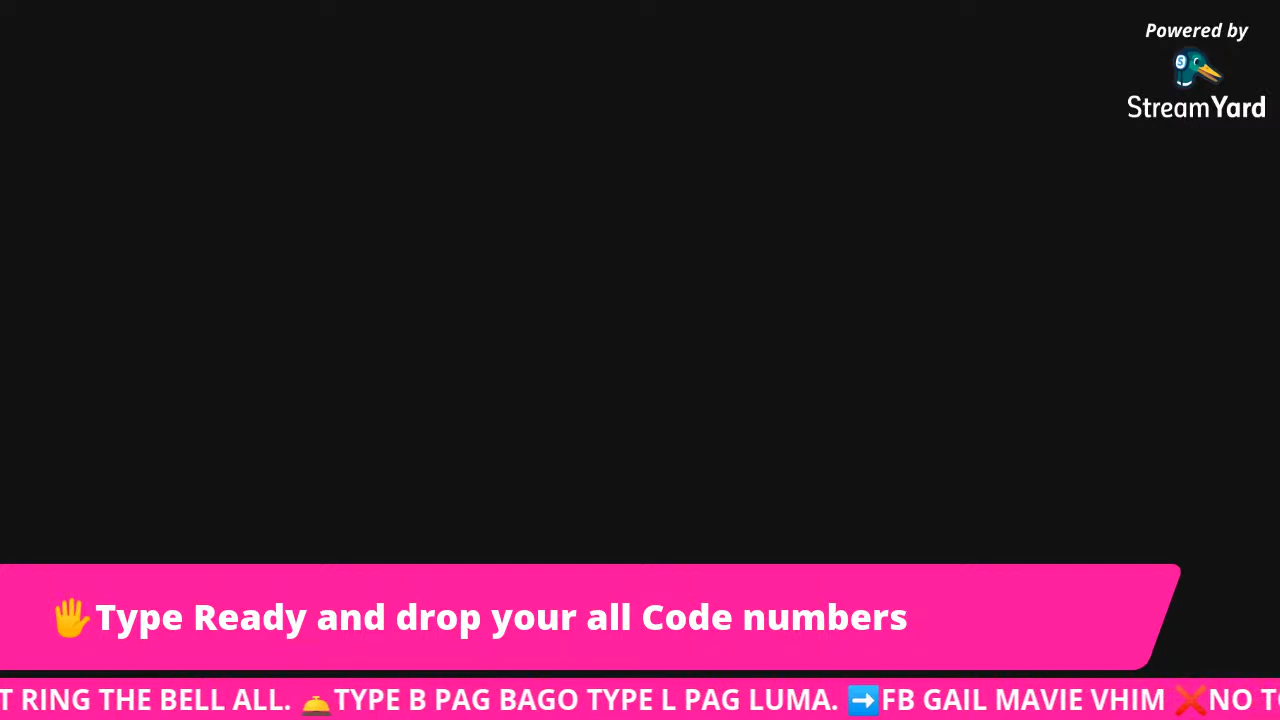 Powered by
StreamYard
🖐Type Ready and drop your all Code numbers
T RING THE BELL ALL. 🛎TYPE B PAG BAGO TYPE L PAG LUMA. ➡FB GAIL MAVIE VHIM ❌NO